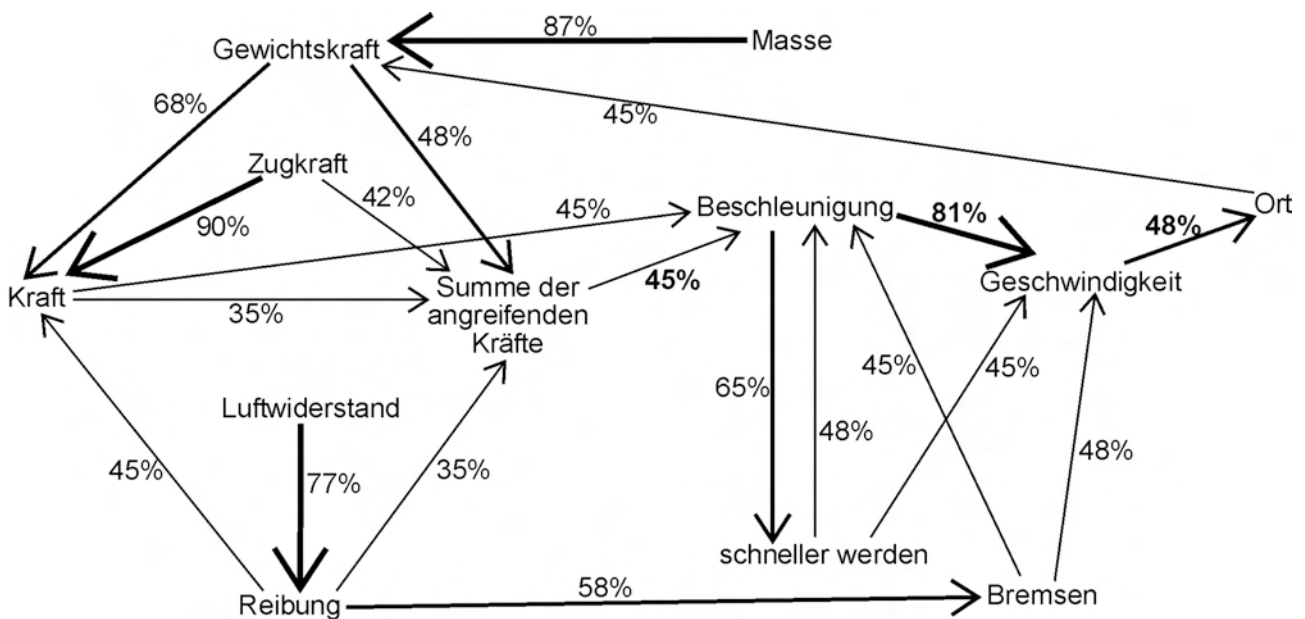 87%
Masse
Gewichtskraft
68%
45%
48%
Zugkraft
42%
90%
45%
Beschleunigung
81%
48%
Ort
Kraft
35%
Summe der
angreifenden
Kräfte
45%
Geschwindigkeit
65%
45%
45%
Luftwiderstand
48%
48%
45%
77%
35%
schneller werden
Reibung
58%
Bremsen